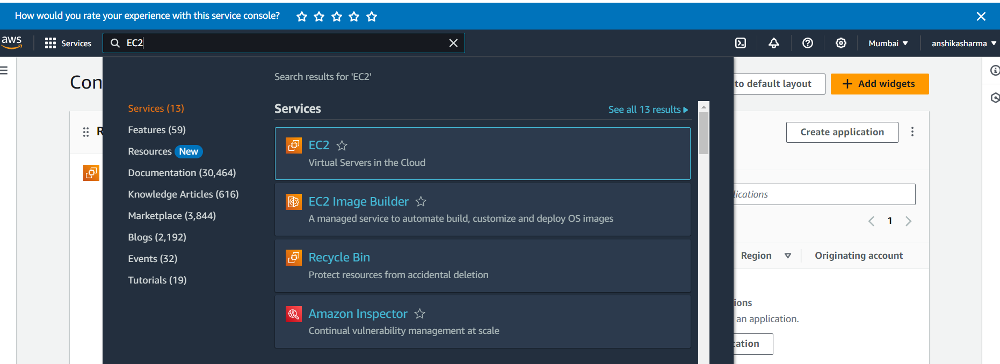 How would you rate your experience with this service console?
aws
Services
EC2
Mumbai
anshikasharma
Search results for 'EC2'
Con
to default layout
Add widgets
Services (13)
Features (59)
Resources New
Documentation (30,464)
Knowledge Articles (616)
Marketplace (3,844)
Blogs (2,192)
Events (32)
Tutorials (19)
Services
See all 13 results
EC2
Virtual Servers in the Cloud
EC2 Image Builder
A managed service to automate build, customize and deploy OS images
Recycle Bin
Protect resources from accidental deletion
Amazon Inspector
Continual vulnerability management at scale
R
Create application
lications
1
Region
Originating account
ions
an application.
cation